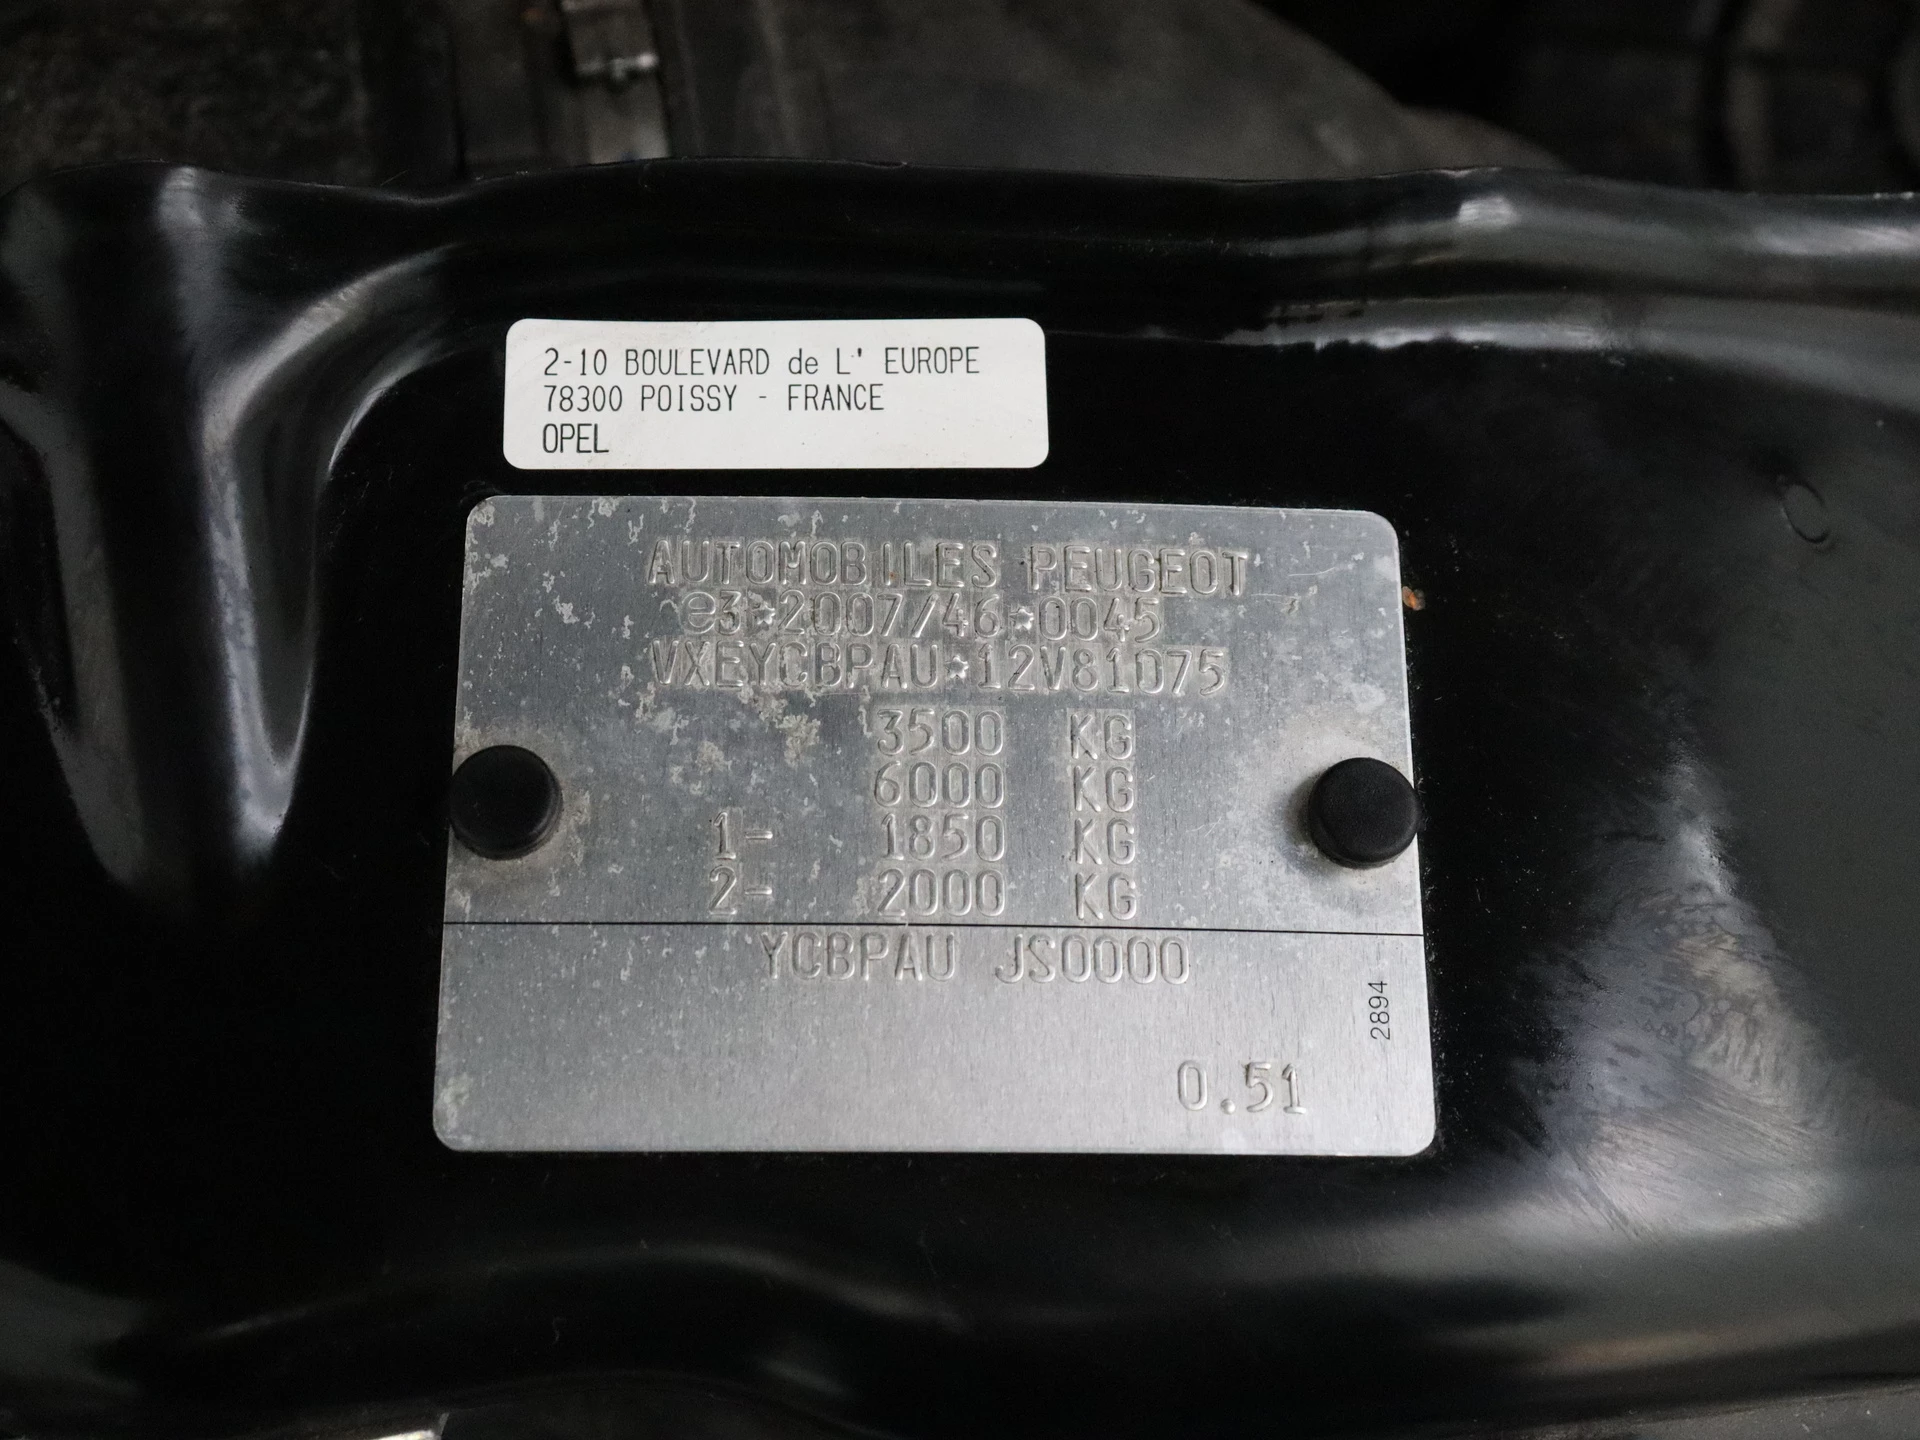 2-10 BOULEVARD de L' EUROPE
78300 POISSY - FRANCE
OPEL
AUTOMOBILES PEUGEOT
e3*2007/46*0045
VXEYCBPAU*12V81075
3500 KG
6000 KG
1- 1850 KG
2- 2000 KG
YCBPAU JS0000
2894
0.51